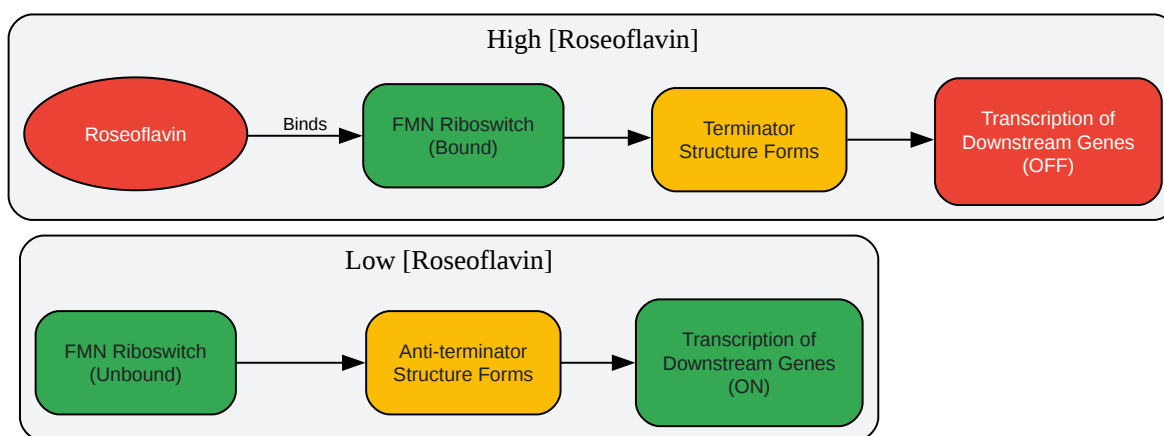 High [Roseoflavin]
Roseoflavin
Binds
FMN Riboswitch
(Bound)
Terminator
Structure Forms
Transcription of
Downstream Genes
(OFF)
Low [Roseoflavin]
FMN Riboswitch
(Unbound)
Anti-terminator
Structure Forms
Transcription of
Downstream Genes
(ON)